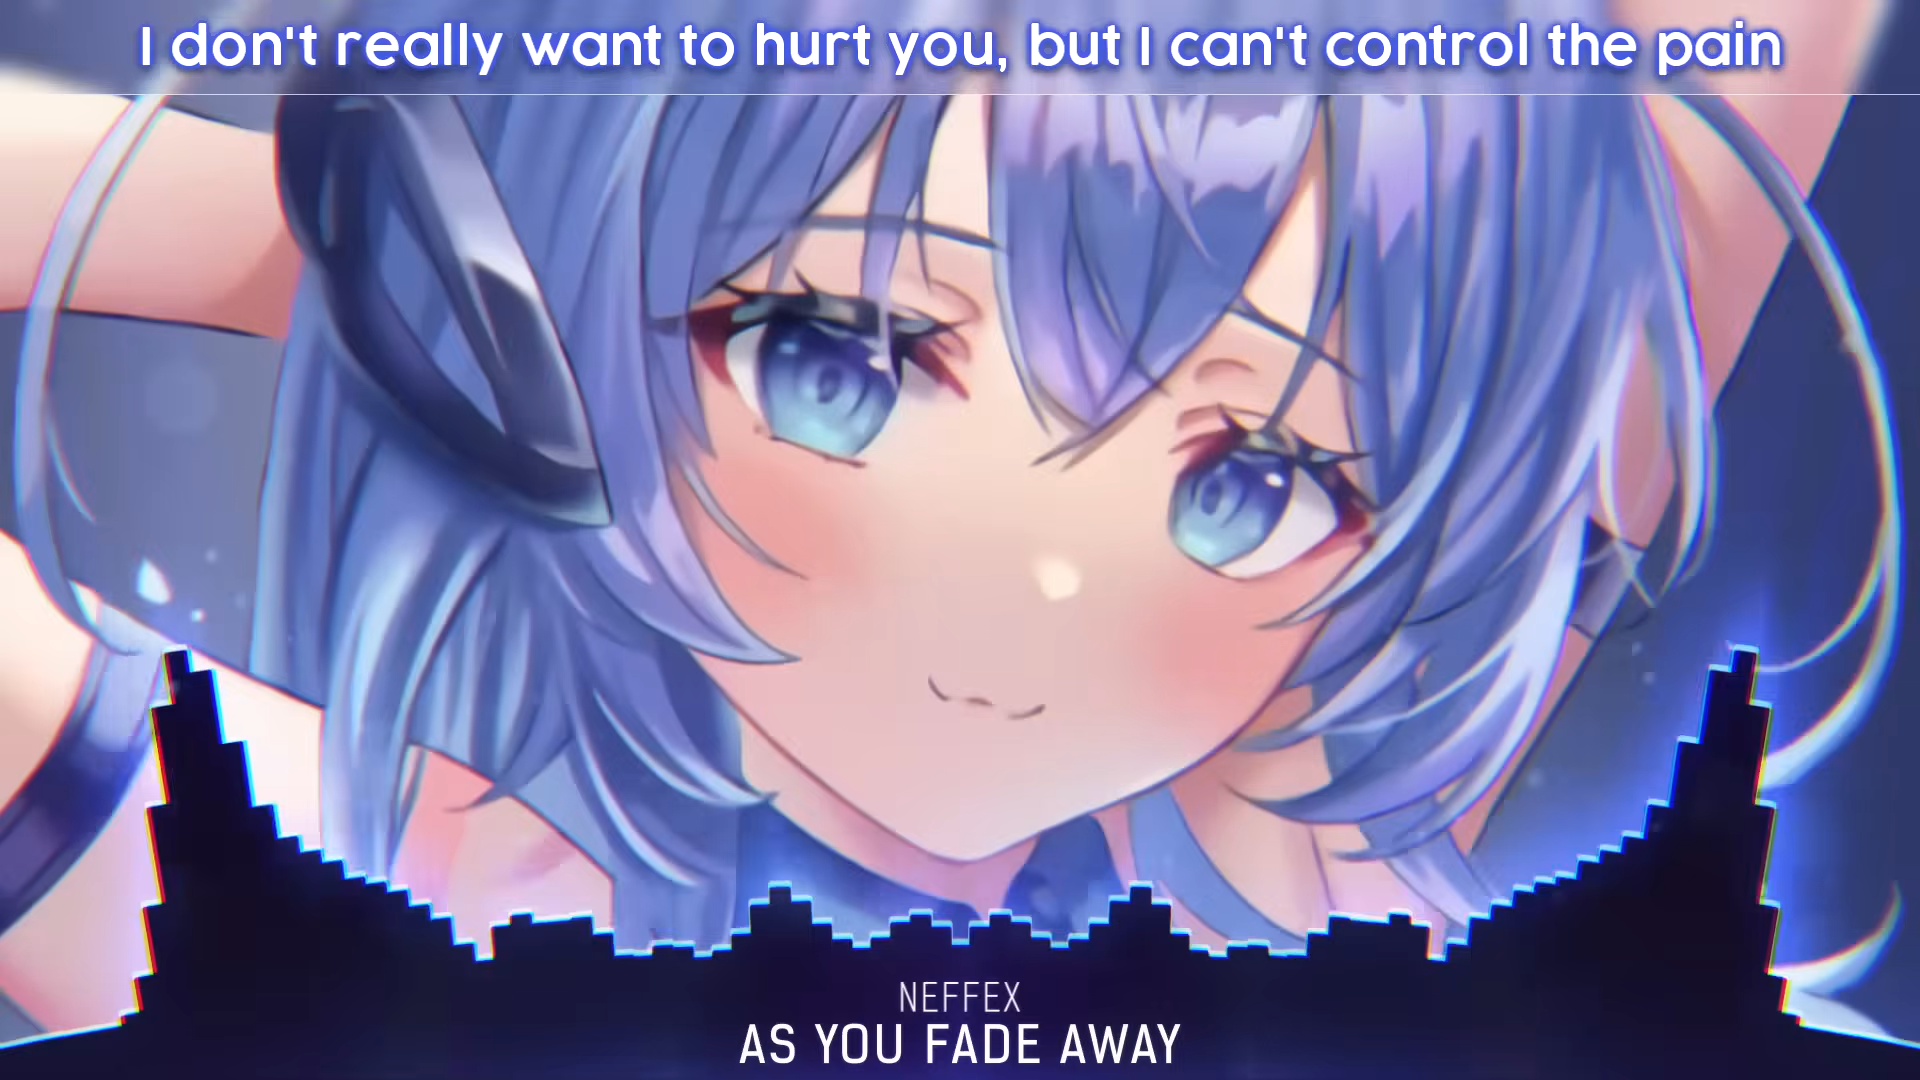 I don't really want to hurt you, but I can't control the pain
NEFFEX
AS YOU FADE AWAY